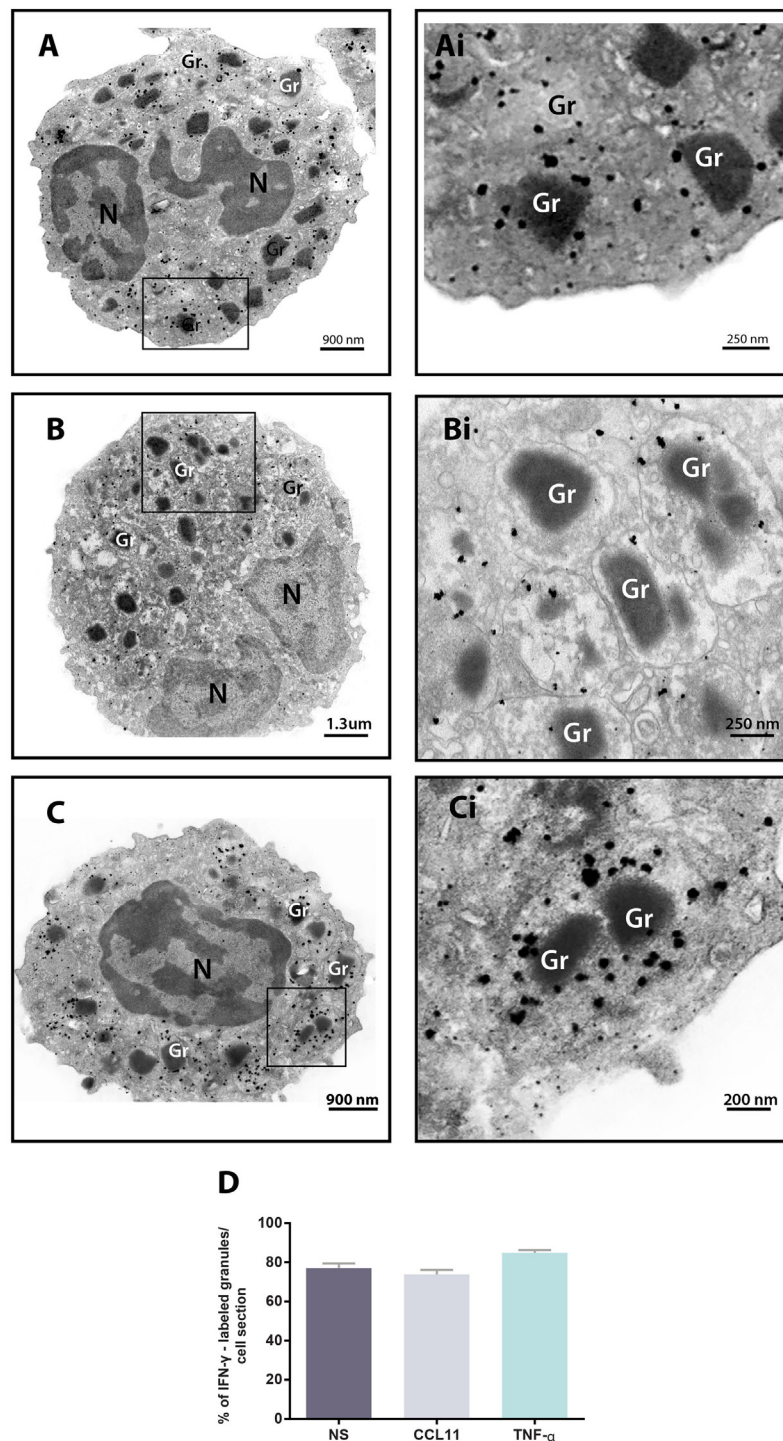 A
Gr
Gr
N
N
Gr
Gr
900 nm
Ai
Gr
Gr
Gr
250 nm
B
Gr
Gr
Gr
N
N
1.3um
Bi
Gr
Gr
Gr
Gr
250 nm
C
Gr
N
Gr
Gr
900 nm
Ci
Gr
Gr
200 nm
D
% of IFN-γ - labeled granules/
cell section
100
80
60
40
20
0
NS CCL11 TNF-α